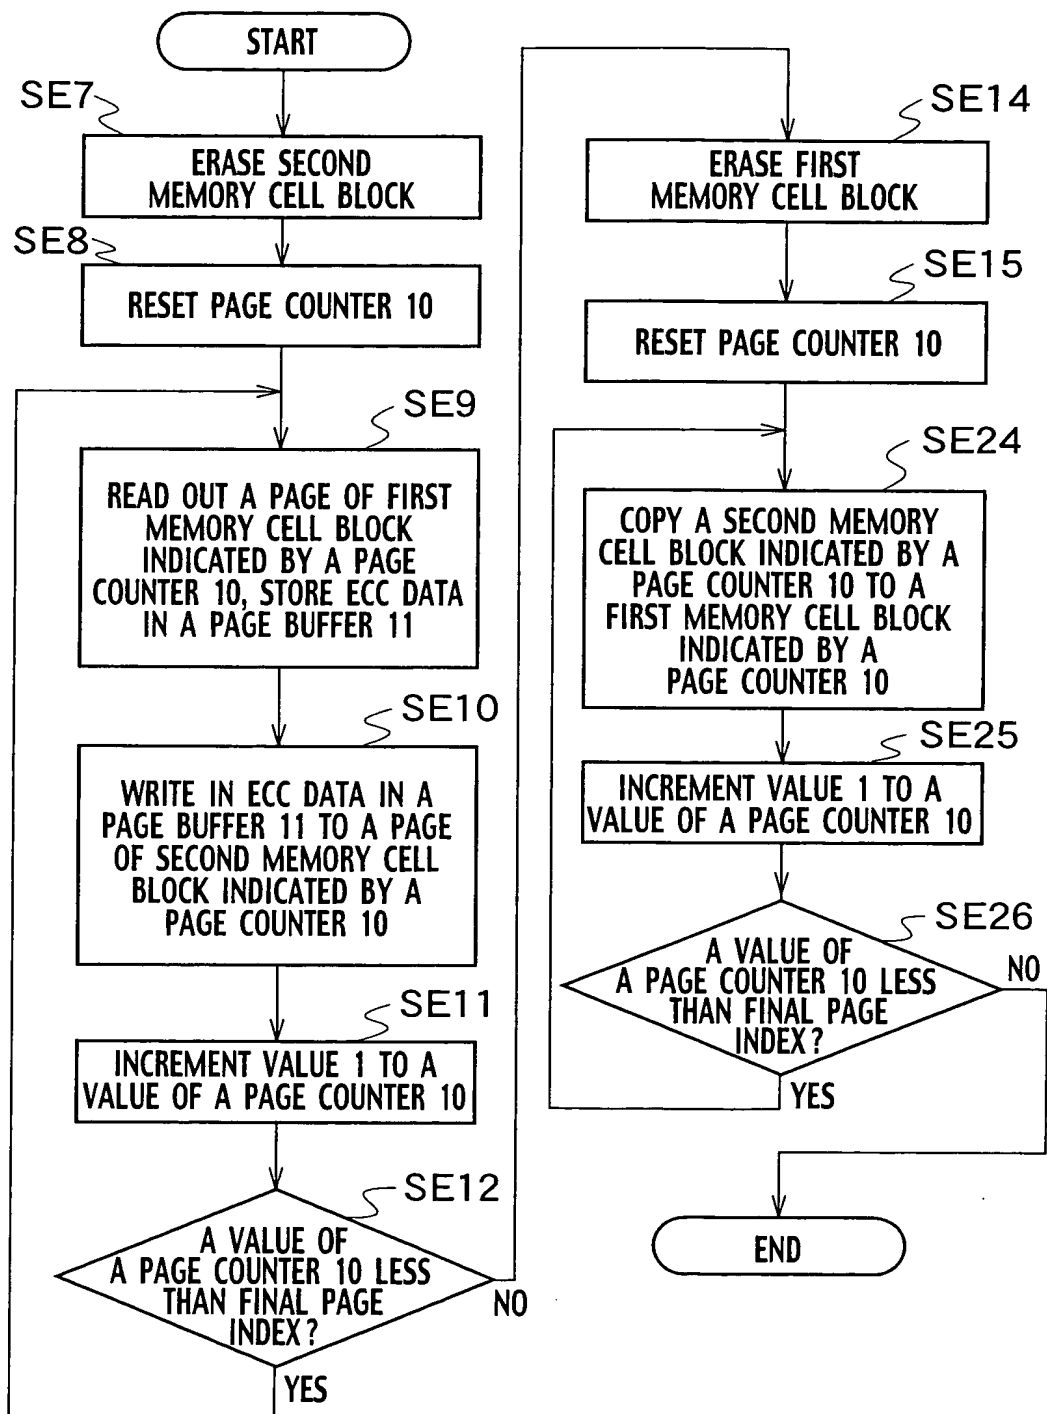 START
SE7
ERASE SECOND
MEMORY CELL BLOCK
SE8
RESET PAGE COUNTER 10
SE9
READ OUT A PAGE OF FIRST
MEMORY CELL BLOCK
INDICATED BY A PAGE
COUNTER 10, STORE ECC DATA
IN A PAGE BUFFER 11
SE10
WRITE IN ECC DATA IN A
PAGE BUFFER 11 TO A PAGE
OF SECOND MEMORY CELL
BLOCK INDICATED BY A
PAGE COUNTER 10
SE11
INCREMENT VALUE 1 TO A
VALUE OF A PAGE COUNTER 10
SE12
A VALUE OF
A PAGE COUNTER 10 LESS
THAN FINAL PAGE
INDEX?
NO
YES
SE14
ERASE FIRST
MEMORY CELL BLOCK
SE15
RESET PAGE COUNTER 10
SE24
COPY A SECOND MEMORY
CELL BLOCK INDICATED BY A
PAGE COUNTER 10 TO A
FIRST MEMORY CELL BLOCK
INDICATED BY A
PAGE COUNTER 10
SE25
INCREMENT VALUE 1 TO A
VALUE OF A PAGE COUNTER 10
SE26
A VALUE OF
A PAGE COUNTER 10 LESS
THAN FINAL PAGE
INDEX?
NO
YES
END